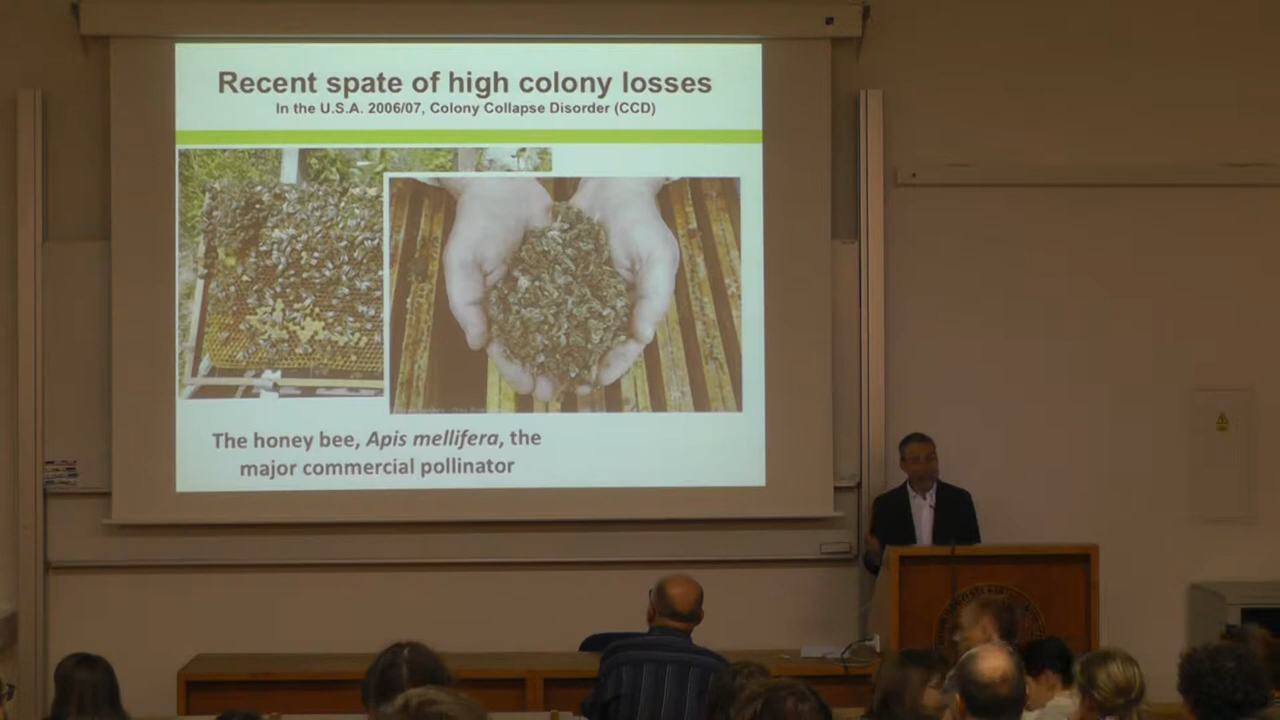 Recent spate of high colony losses
In the U.S.A. 2006/07, Colony Collapse Disorder (CCD)
The honey bee, Apis mellifera, the
major commercial pollinator